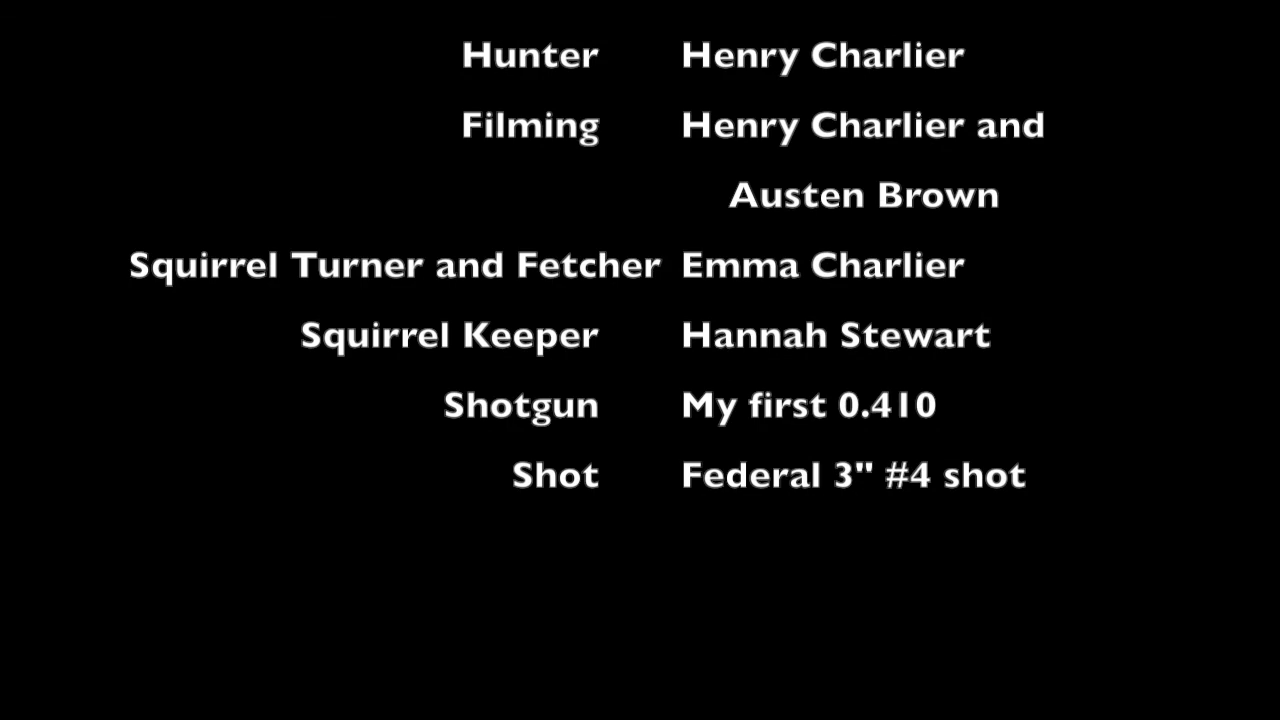 Hunter Henry Charlier
Filming Henry Charlier and
Austen Brown
Squirrel Turner and Fetcher Emma Charlier
Squirrel Keeper Hannah Stewart
Shotgun My first 0.410
Shot Federal 3" #4 shot